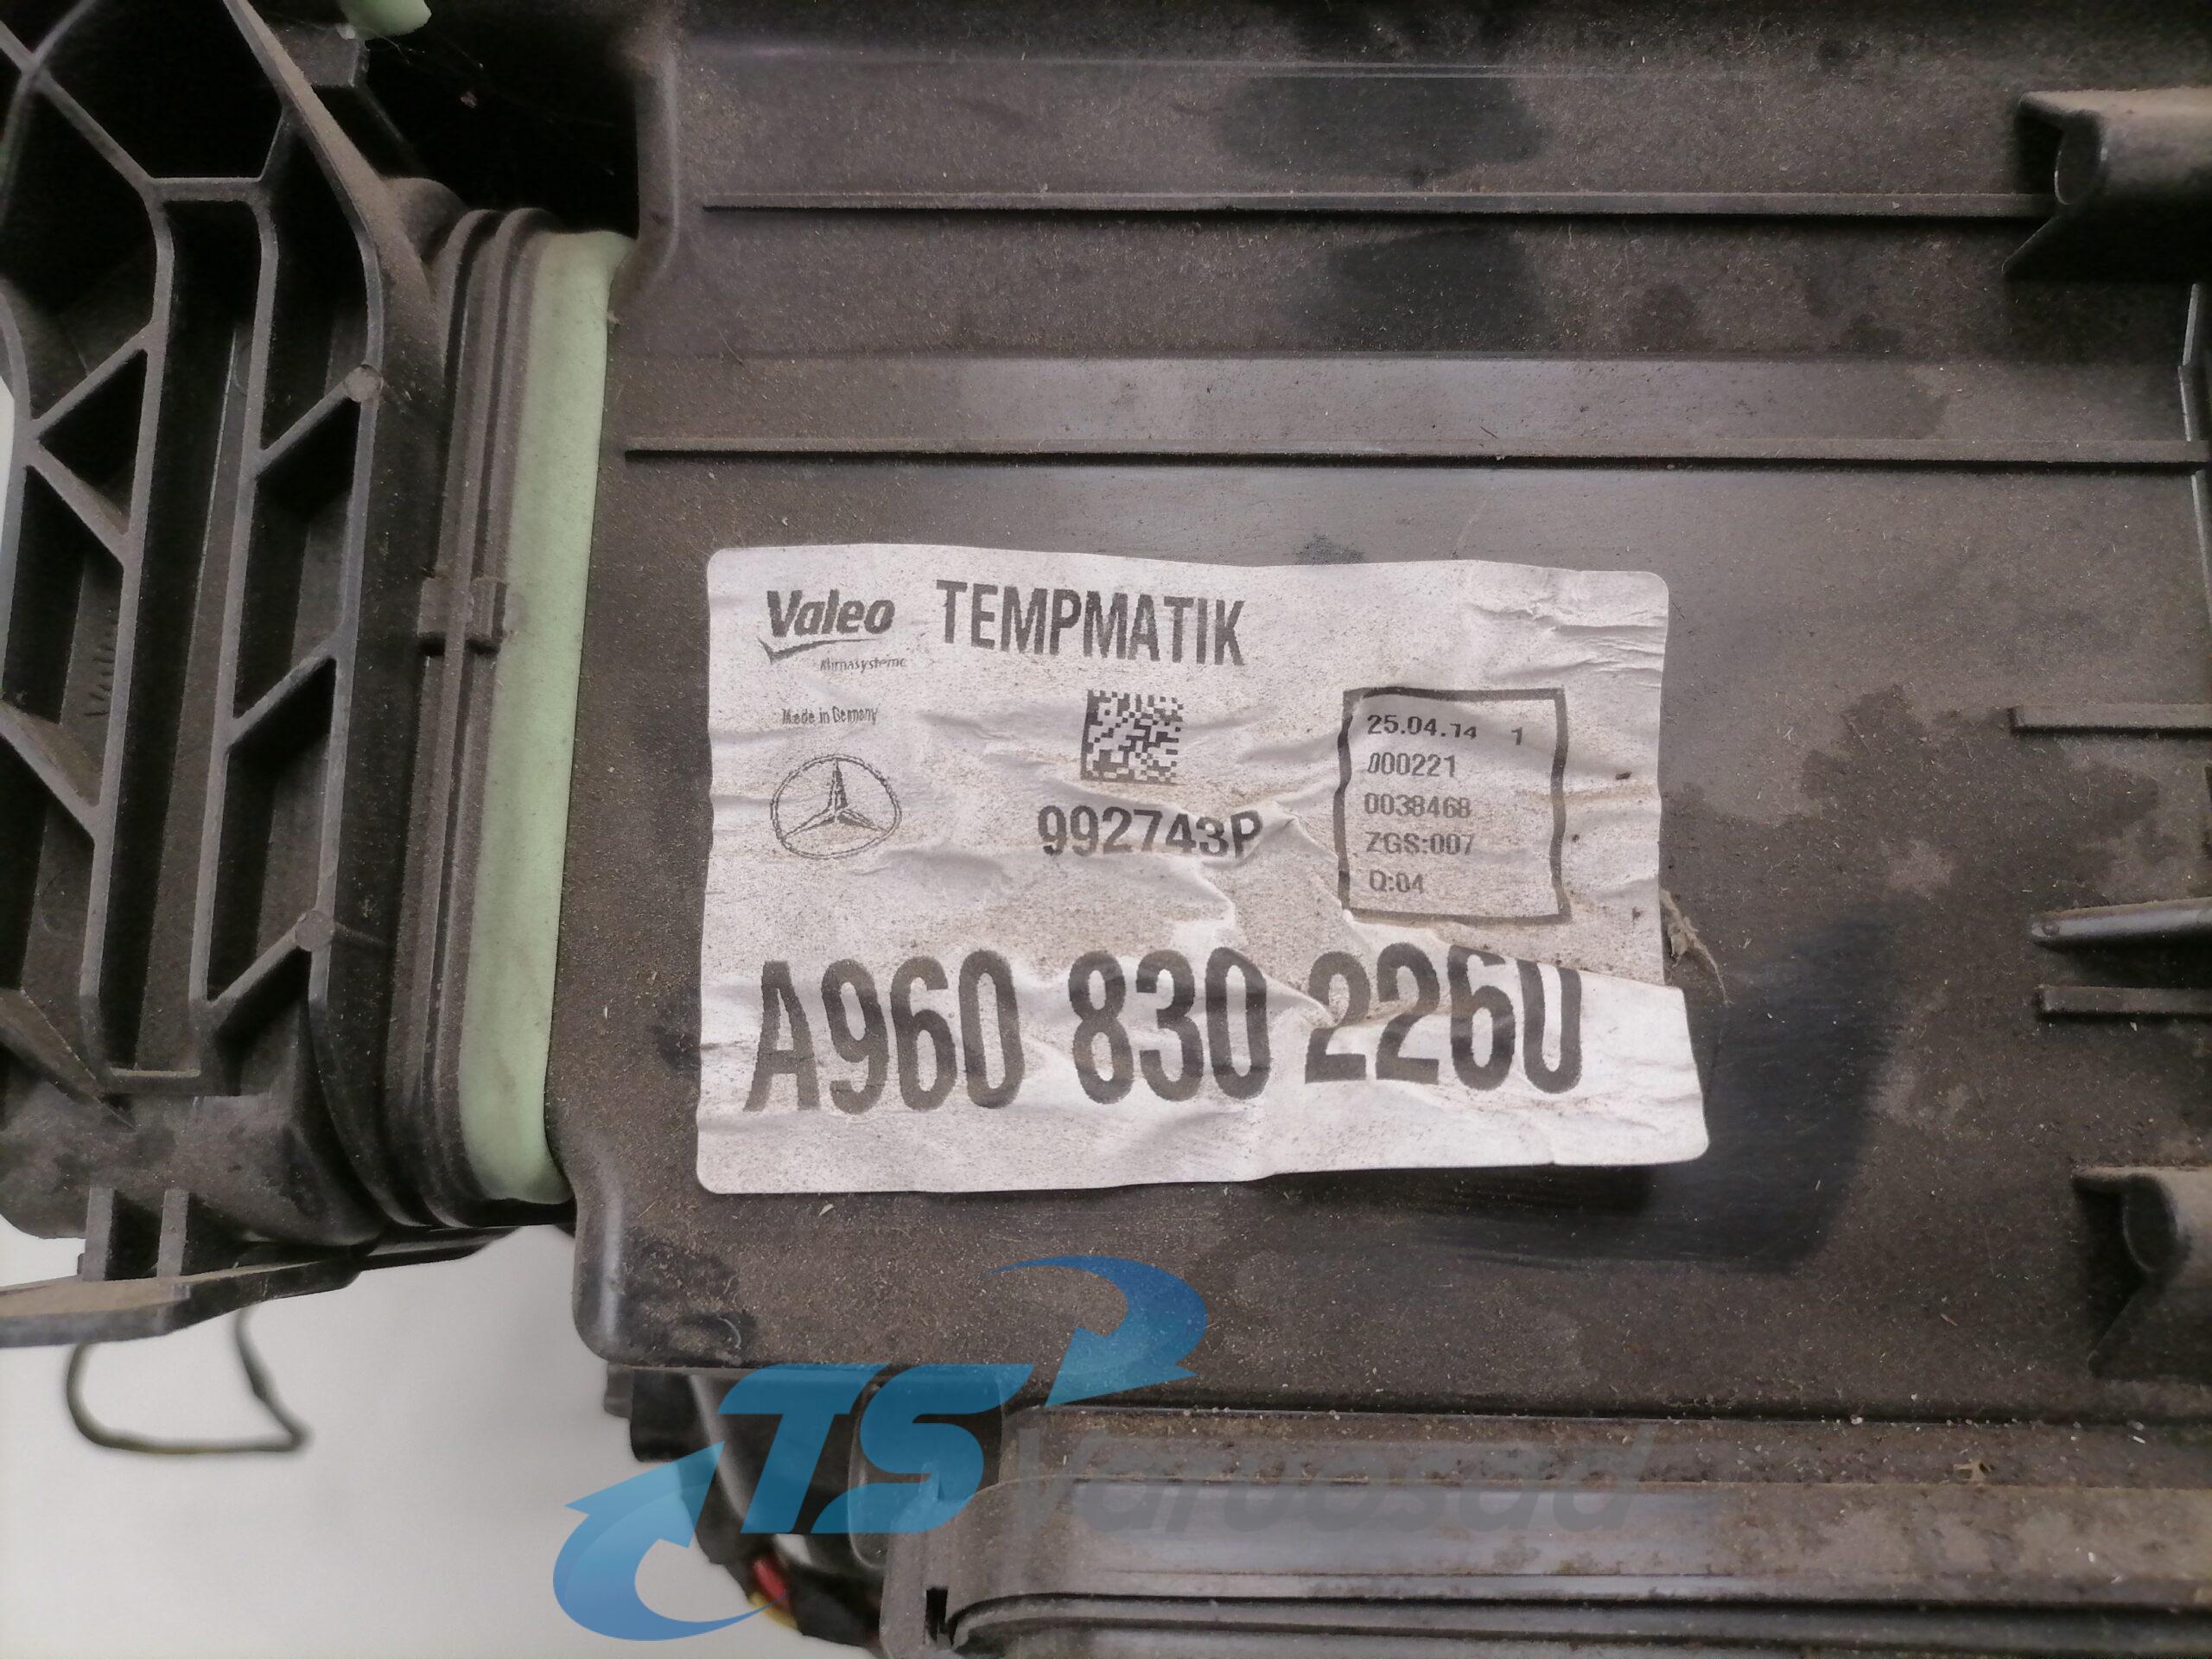 Valeo TEMPMATIK
Klimasysteme
Made in Germany
25.04.14 1
000221
0038468
ZGS:007
Q:04
992743P
A960 830 2260
TS Varuosad